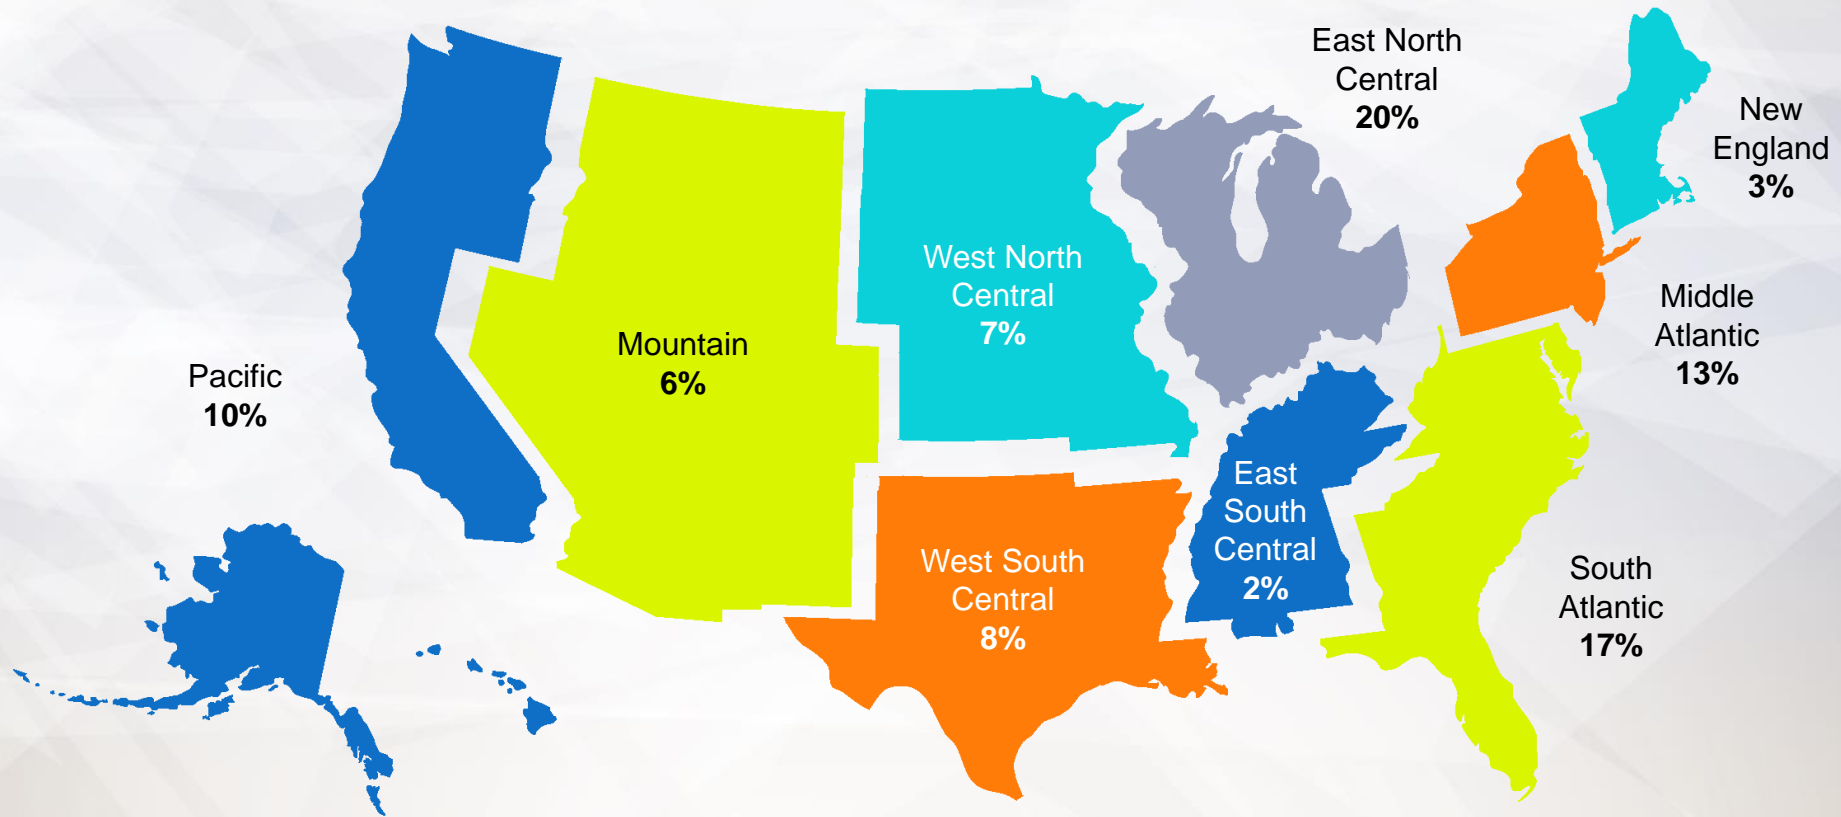 East North
Central
20%
New
England
3%
West North
Central
7%
Middle
Atlantic
13%
Mountain
6%
Pacific
10%
East
South
Central
2%
West South
Central
8%
South
Atlantic
17%